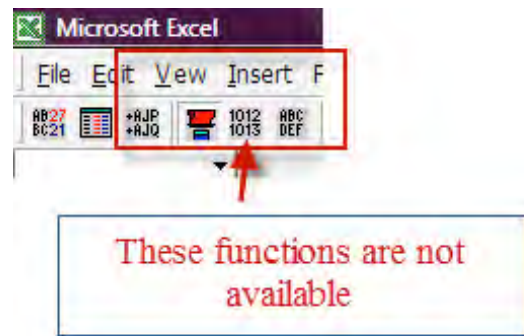 Microsoft Excel
File Edit View Insert F
AB27 BC21 +AJP +AJQ 1012 1013 ABC DEF
These functions are not
available